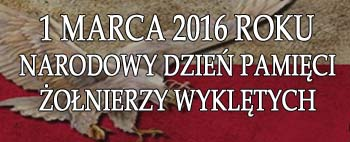 1 MARCA 2016 ROKU
NARODOWY DZIEŃ PAMIĘCI
ŻOŁNIERZY WYKLĘTYCH